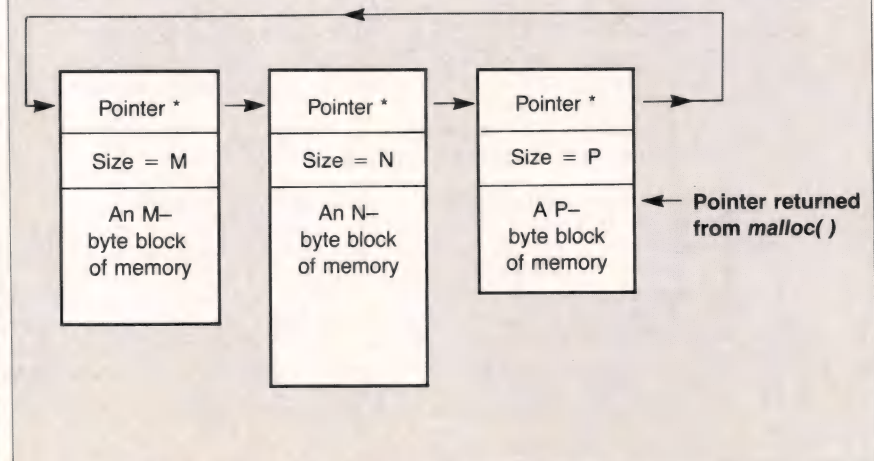 Pointer *
Size = M
An M–
byte block
of memory
Pointer *
Size = N
An N–
byte block
of memory
Pointer *
Size = P
A P–
byte block
of memory
Pointer returned
from malloc( )